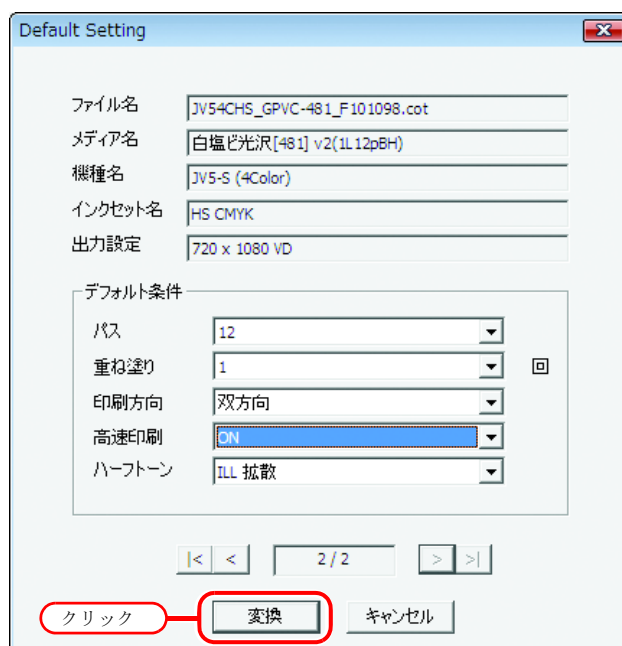 Default Setting
ファイル名 JV54CHS_GPVC-481_F101098.cot
メディア名 白塩ビ光沢[481] v2(1L12pBH)
機種名 JV5-S (4Color)
インクセット名 HS CMYK
出力設定 720 x 1080 VD
デフォルト条件
パス 12
重ね塗り 1 回
印刷方向 双方向
高速印刷 ON
ハーフトーン ILL 拡散
|< < 2 / 2 > >|
クリック 変換 キャンセル